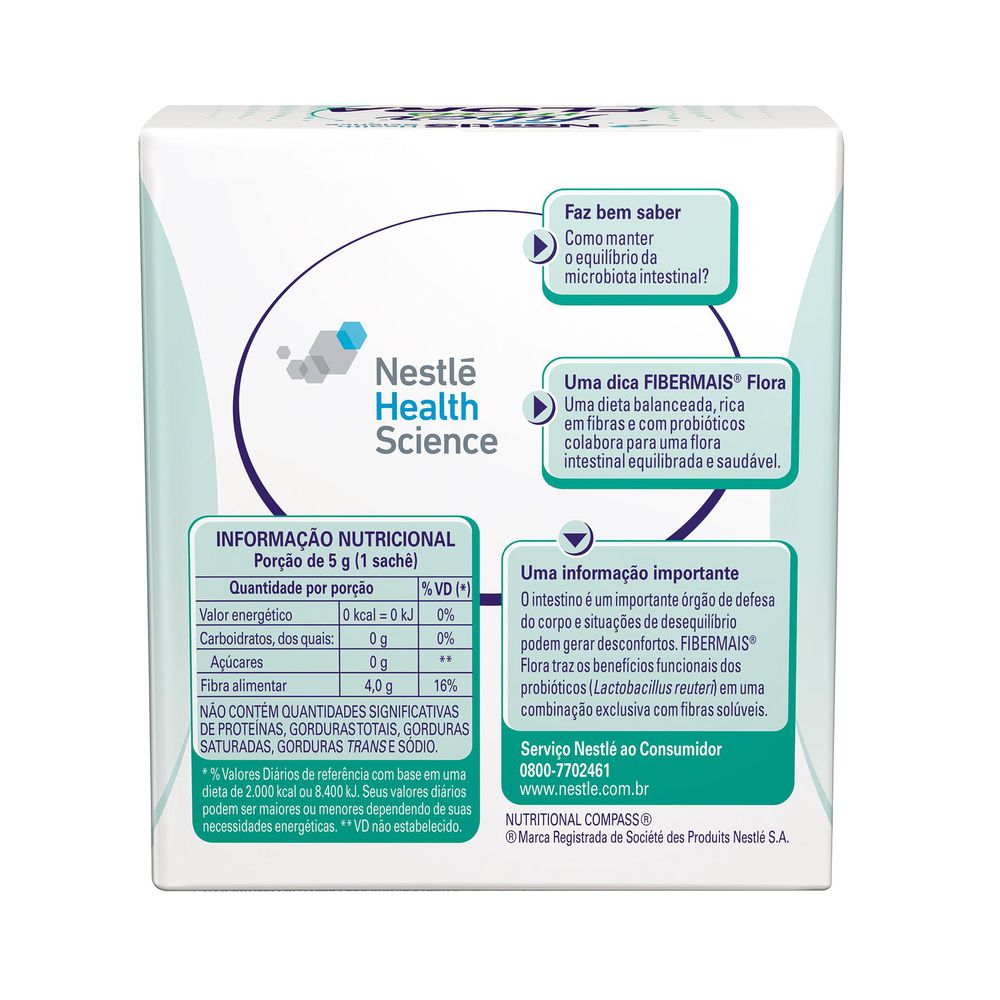 Nestlé
FLORA
Faz bem saber
Como manter
o equilíbrio da
microbiota intestinal?
Nestlé
Health
Science
Uma dica FIBERMAIS® Flora
Uma dieta balanceada, rica
em fibras e com probióticos
colabora para uma flora
intestinal equilibrada e saudável.
INFORMAÇÃO NUTRICIONAL
Porção de 5 g (1 sachê)
Quantidade por porção % VD (*)
Valor energético 0 kcal = 0 kJ 0%
Carboidratos, dos quais: 0 g 0%
Açúcares 0 g **
Fibra alimentar 4,0 g 16%
NÃO CONTÉM QUANTIDADES SIGNIFICATIVAS
DE PROTEÍNAS, GORDURAS TOTAIS, GORDURAS
SATURADAS, GORDURAS TRANS E SÓDIO.
* % Valores Diários de referência com base em uma
dieta de 2.000 kcal ou 8.400 kJ. Seus valores diários
podem ser maiores ou menores dependendo de suas
necessidades energéticas. ** VD não estabelecido.
Uma informação importante
O intestino é um importante órgão de defesa
do corpo e situações de desequilíbrio
podem gerar desconfortos. FIBERMAIS®
Flora traz os benefícios funcionais dos
probióticos (Lactobacillus reuteri) em uma
combinação exclusiva com fibras solúveis.
Serviço Nestlé ao Consumidor
0800-7702461
www.nestle.com.br
NUTRITIONAL COMPASS®
® Marca Registrada de Société des Produits Nestlé S.A.